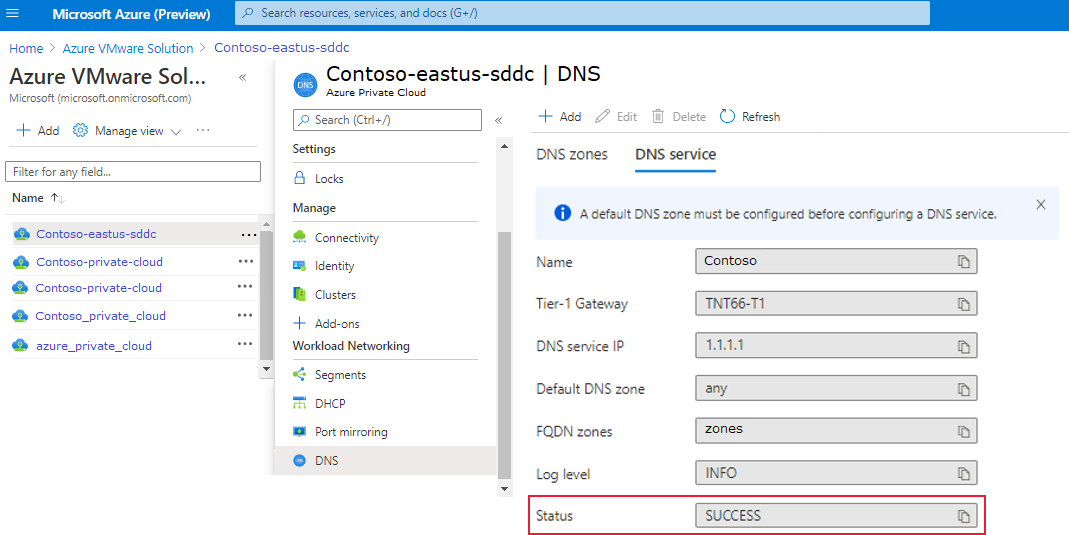 Microsoft Azure (Preview)
Search resources, services, and docs (G+/)
Home > Azure VMware Solution > Contoso-eastus-sddc
Azure VMware Sol... «
Microsoft (microsoft.onmicrosoft.com)
+ Add Manage view ...
Filter for any field...
Name ↑↓
Contoso-eastus-sddc ...
Contoso-private-cloud ...
Contoso-private-cloud ...
Contoso_private_cloud ...
azure_private_cloud ...
DNS
Contoso-eastus-sddc | DNS
Azure Private Cloud
Search (Ctrl+/) «
Settings
Locks
Manage
Connectivity
Identity
Clusters
+ Add-ons
Workload Networking
Segments
DHCP
Port mirroring
DNS
+ Add Edit Delete Refresh
DNS zones DNS service
A default DNS zone must be configured before configuring a DNS service.
Name Contoso
Tier-1 Gateway TNT66-T1
DNS service IP 1.1.1.1
Default DNS zone any
FQDN zones zones
Log level INFO
Status SUCCESS